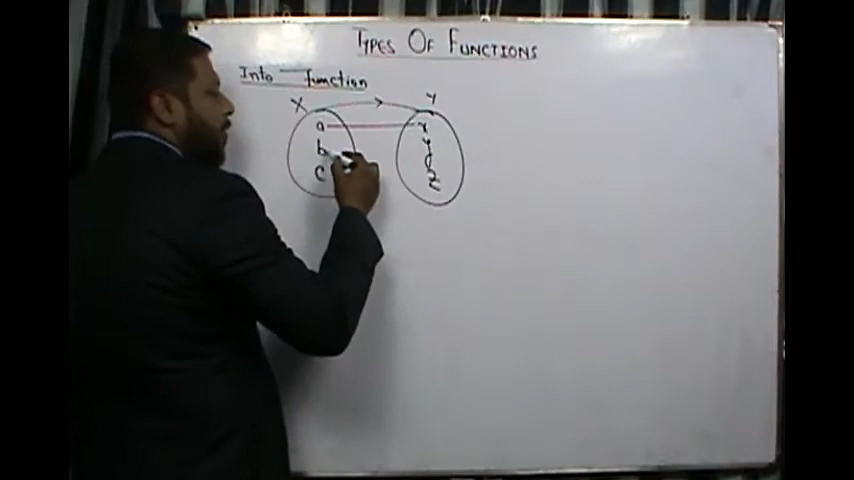 TYPES OF FUNCTIONS
Into function
X Y
a x
b y
c z